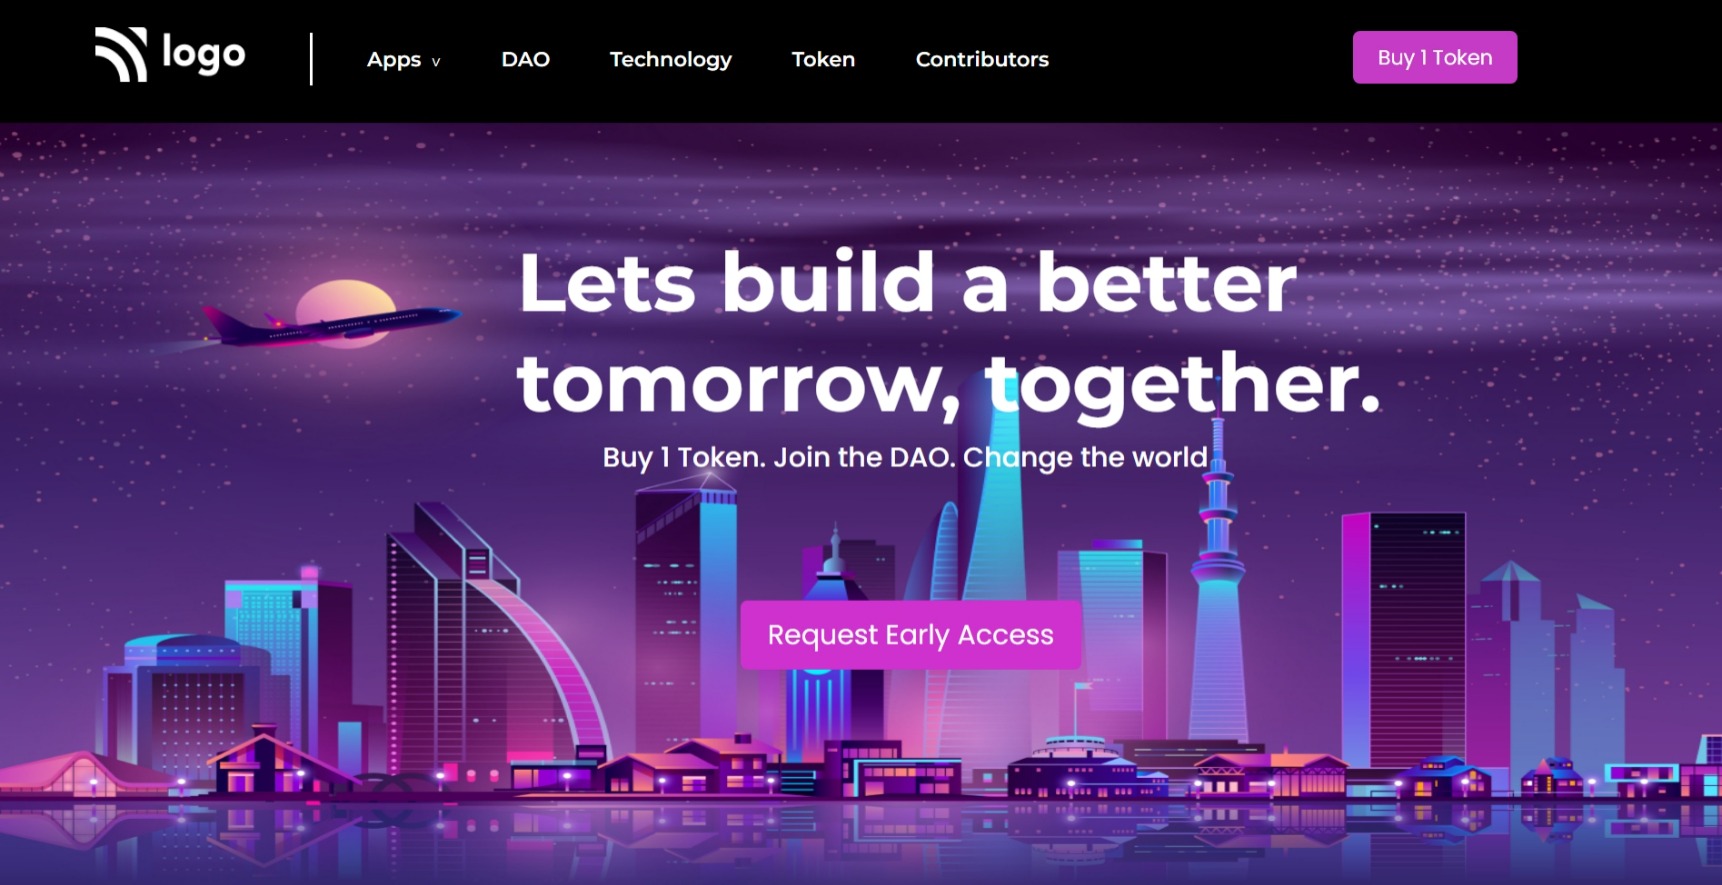 logo
Apps v
DAO
Technology
Token
Contributors
Buy 1 Token
Lets build a better
tomorrow, together.
Buy 1 Token. Join the DAO. Change the world
Request Early Access